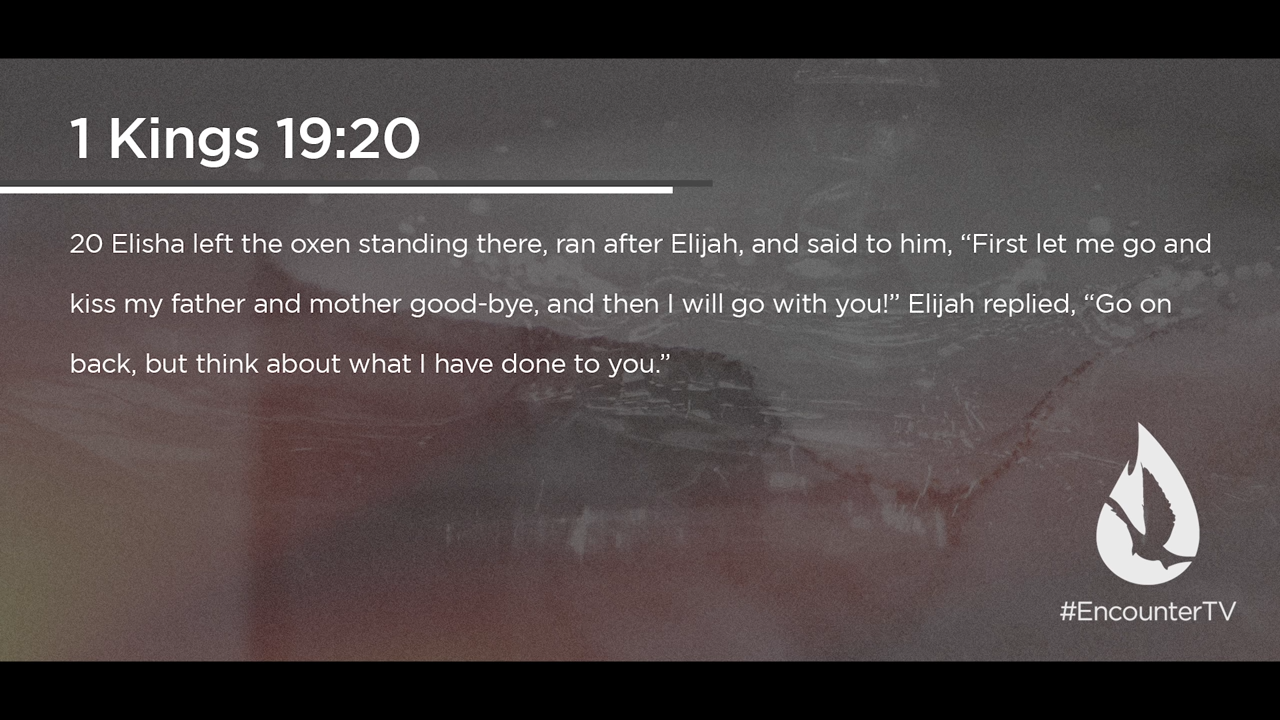 1 Kings 19:20
20 Elisha left the oxen standing there, ran after Elijah, and said to him, “First let me go and
kiss my father and mother good-bye, and then I will go with you!” Elijah replied, “Go on
back, but think about what I have done to you.”
#EncounterTV